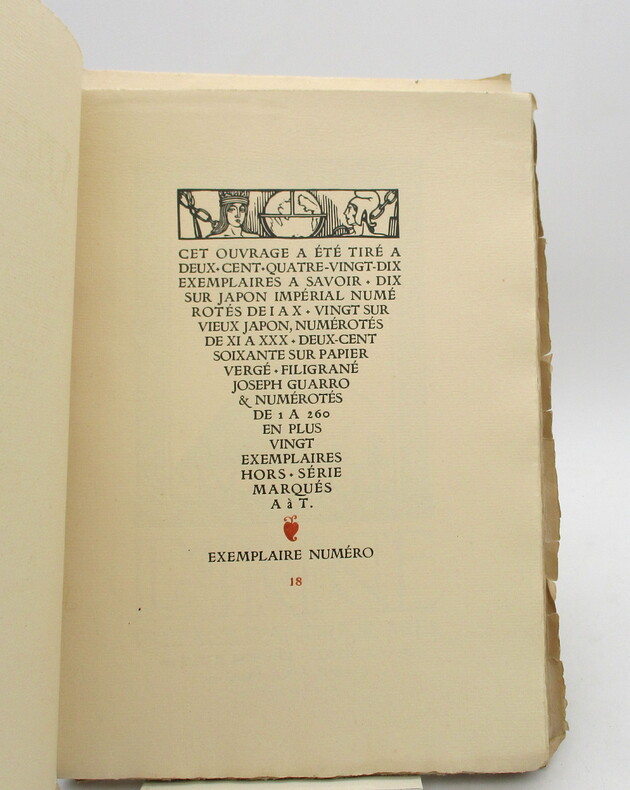 CET OUVRAGE A ÉTÉ TIRÉ A
DEUX·CENT·QUATRE-VINGT-DIX
EXEMPLAIRES A SAVOIR · DIX
SUR JAPON IMPÉRIAL NUMÉ
ROTÉS DE I A X · VINGT SUR
VIEUX JAPON, NUMÉROTÉS
DE XI A XXX · DEUX-CENT
SOIXANTE SUR PAPIER
VERGÉ · FILIGRANÉ
JOSEPH GUARRO
& NUMÉROTÉS
DE 1 A 260
EN PLUS
VINGT
EXEMPLAIRES
HORS · SÉRIE
MARQUÉS
A à T.
EXEMPLAIRE NUMÉRO
18